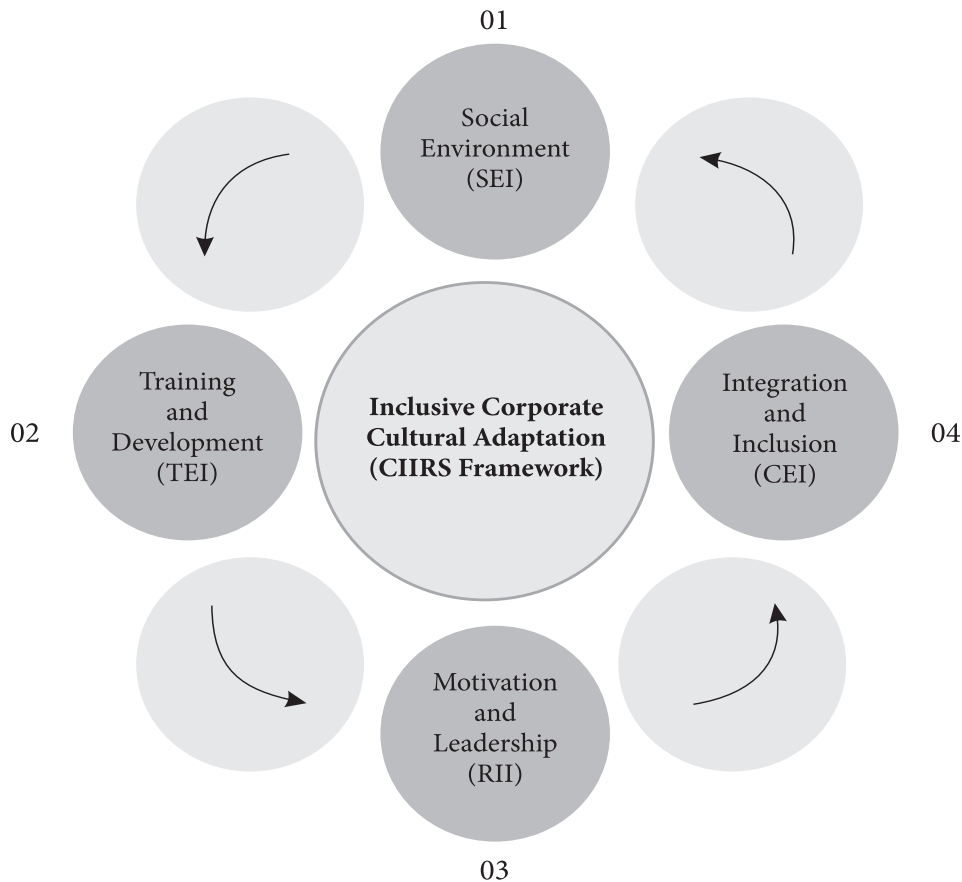 01
Social
Environment
(SEI)
02
Training
and
Development
(TEI)
Inclusive Corporate
Cultural Adaptation
(CIIRS Framework)
Integration
and
Inclusion
(CEI)
04
Motivation
and
Leadership
(RII)
03